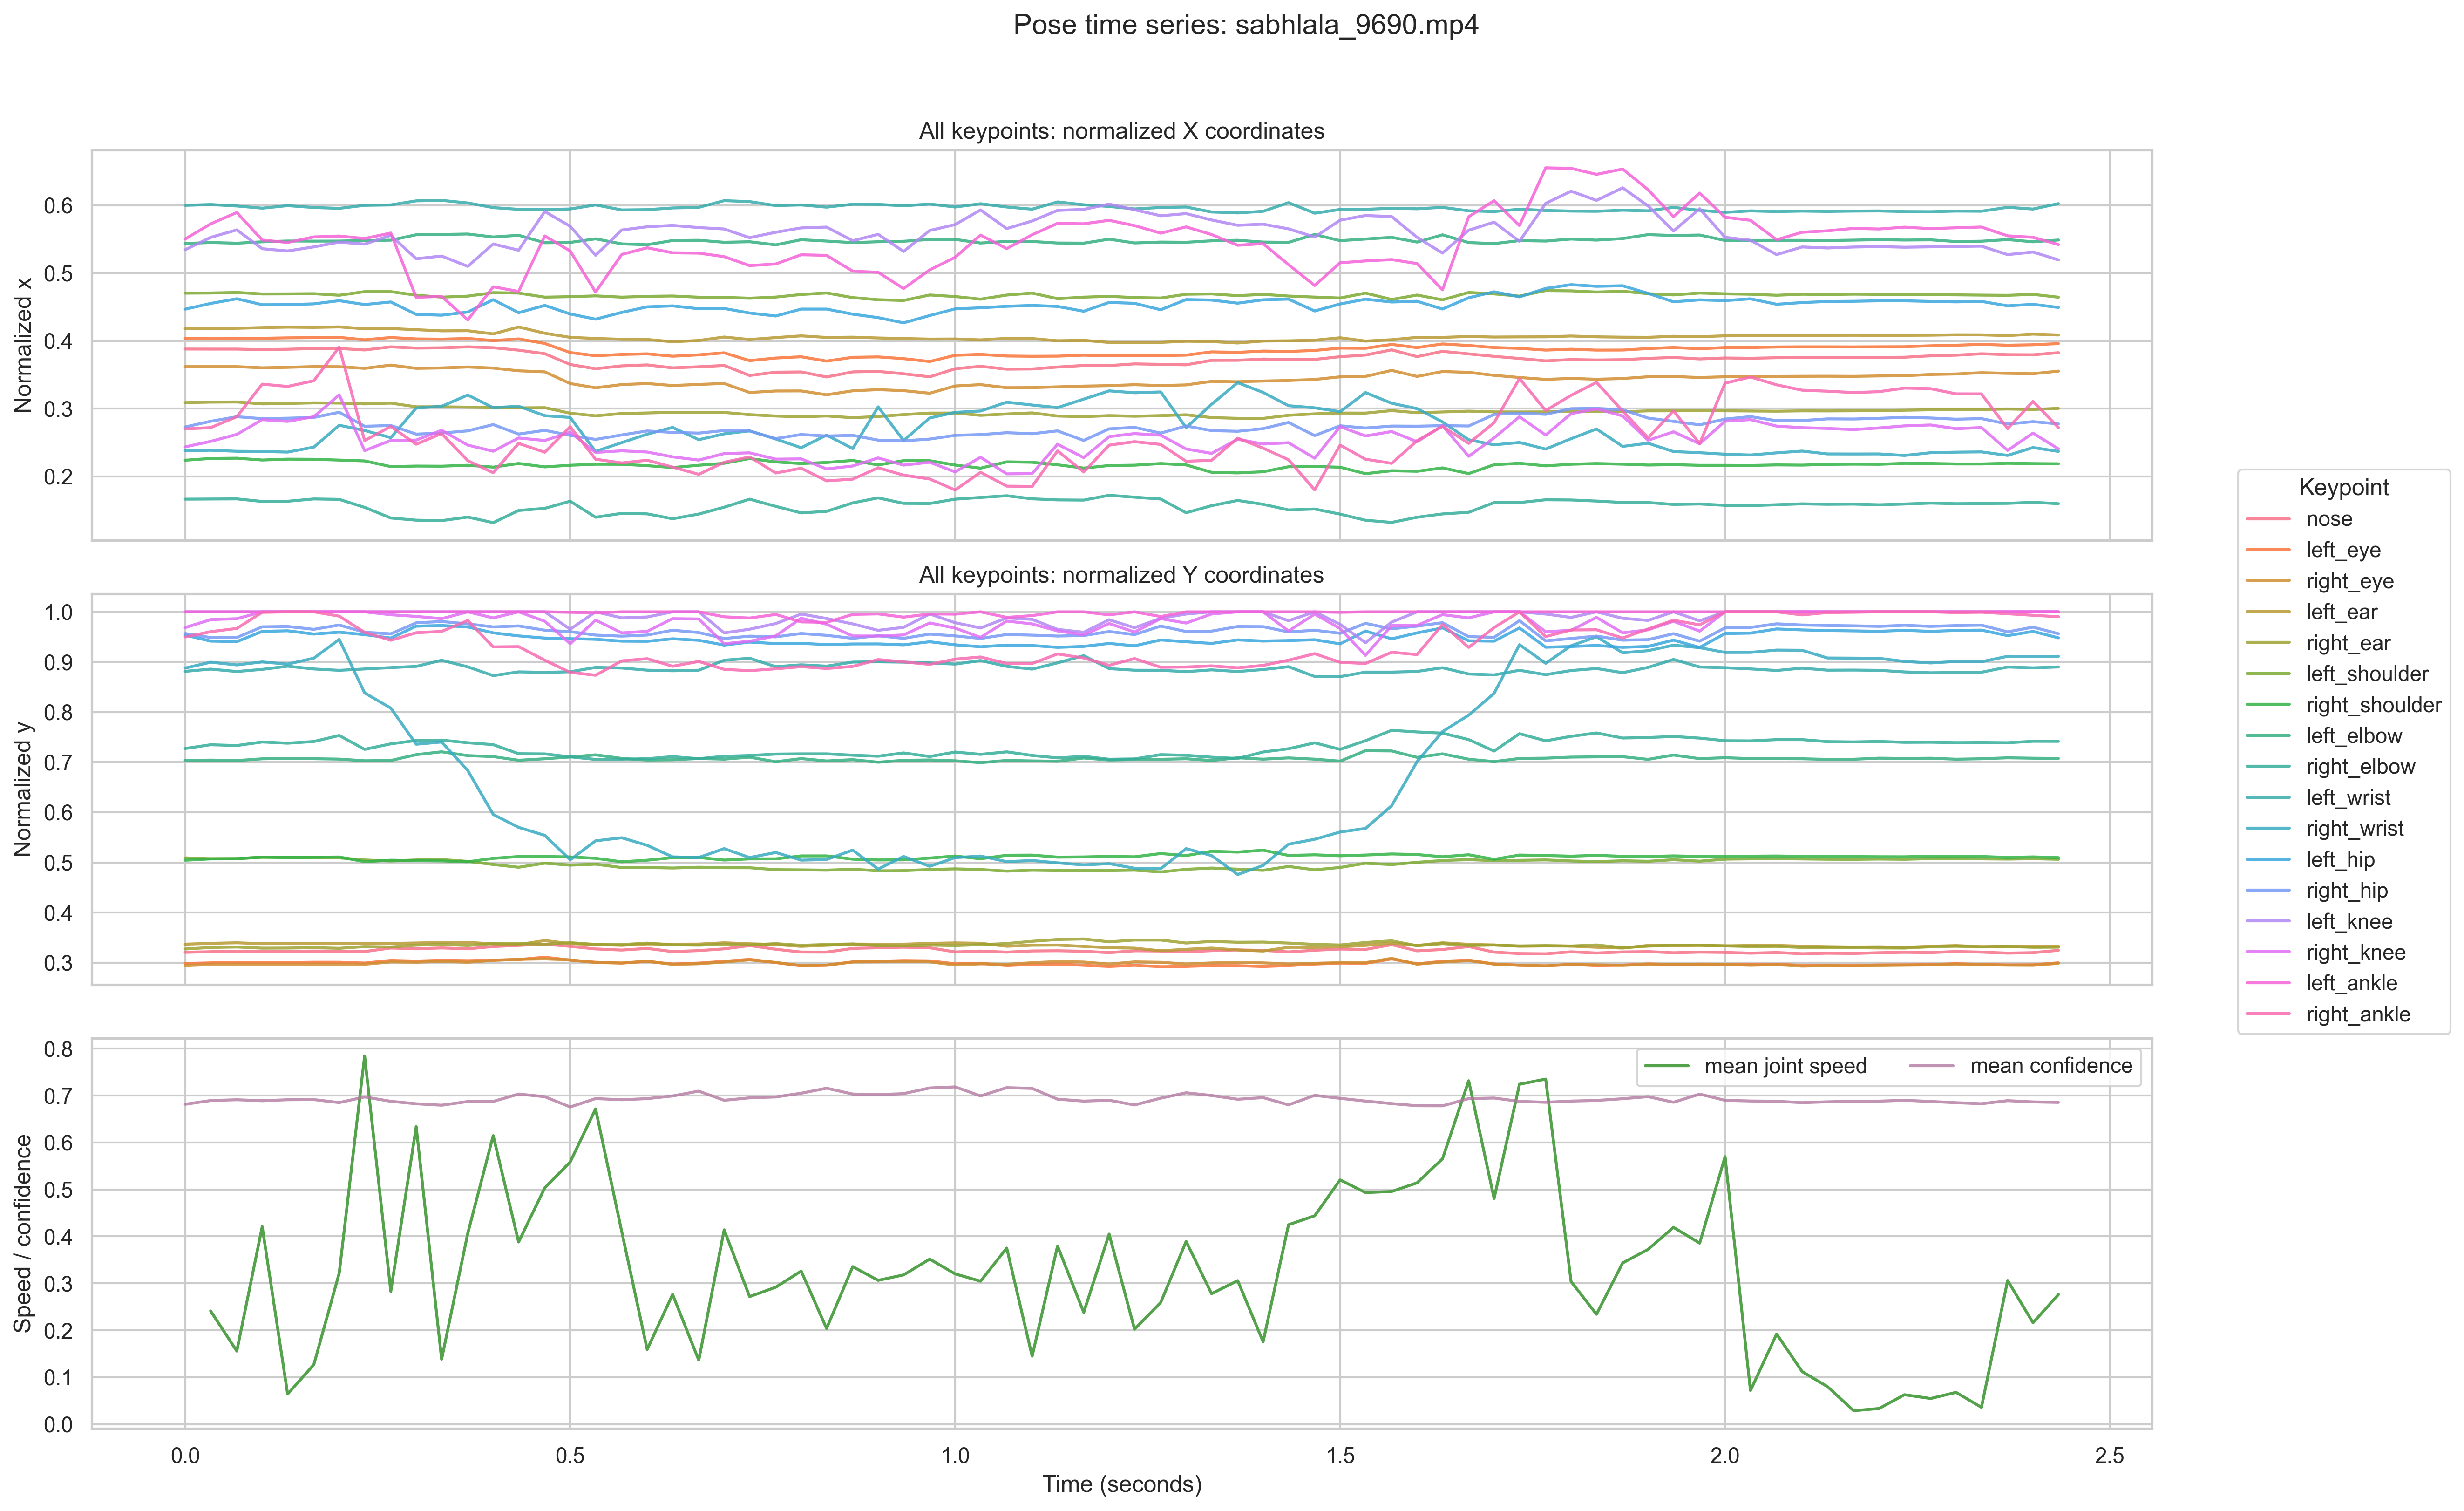 Pose time series: sabhlala_9690.mp4
All keypoints: normalized X coordinates
Normalized x
0.6
0.5
0.4
0.3
0.2
All keypoints: normalized Y coordinates
Normalized y
1.0
0.9
0.8
0.7
0.6
0.5
0.4
0.3
Keypoint
nose
left_eye
right_eye
left_ear
right_ear
left_shoulder
right_shoulder
left_elbow
right_elbow
left_wrist
right_wrist
left_hip
right_hip
left_knee
right_knee
left_ankle
right_ankle
Speed / confidence
0.8
0.7
0.6
0.5
0.4
0.3
0.2
0.1
0.0
mean joint speed mean confidence
0.0 0.5 1.0 1.5 2.0 2.5
Time (seconds)